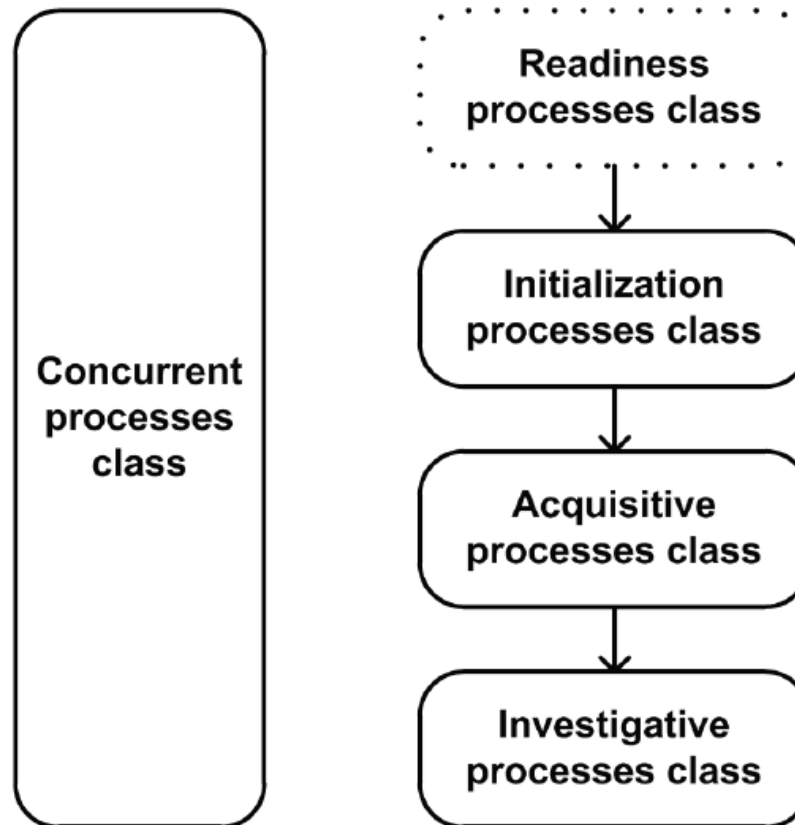 Concurrent
processes
class
Readiness
processes class
Initialization
processes class
Acquisitive
processes class
Investigative
processes class